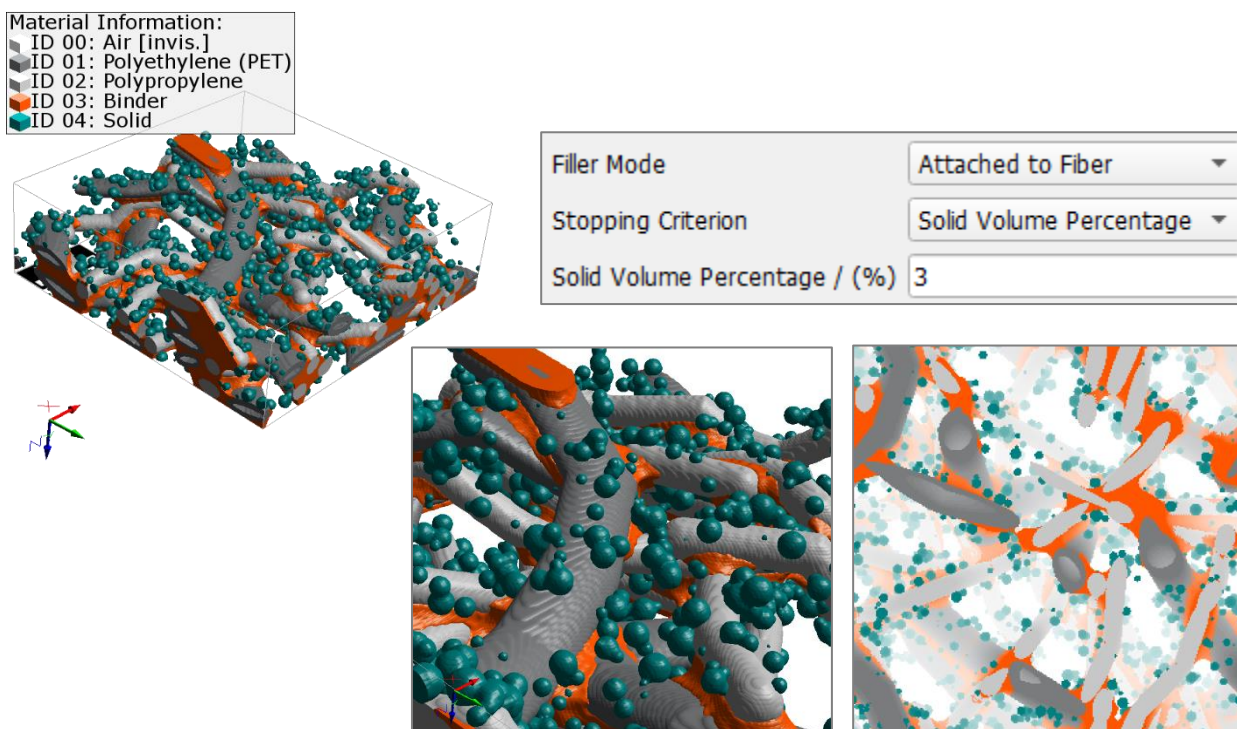 Material Information:
ID 00: Air [invis.]
ID 01: Polyethylene (PET)
ID 02: Polypropylene
ID 03: Binder
ID 04: Solid
Filler Mode Attached to Fiber
Stopping Criterion Solid Volume Percentage
Solid Volume Percentage / (%) 3
X
Z